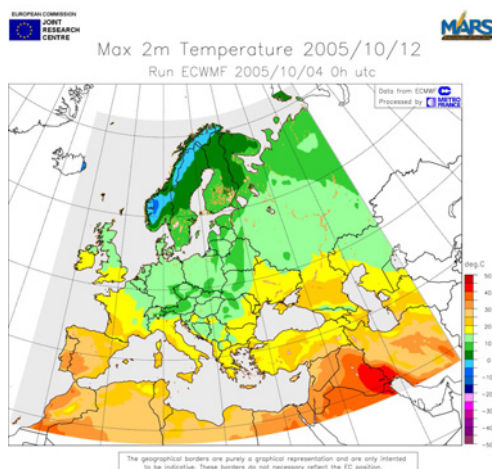 EUROPEAN COMMISSION
JOINT
RESEARCH
CENTRE
MARS
Max 2m Temperature 2005/10/12
Run ECWMF 2005/10/04 0h utc
Data from ECMWF
Processed by METEO
FRANCE
deg.C
50
40
30
20
10
0
-10
-20
-30
-40
-50
The geographical borders are purely a graphical representation and are only intended
to be indicative. These borders do not necessarily reflect the EC position.